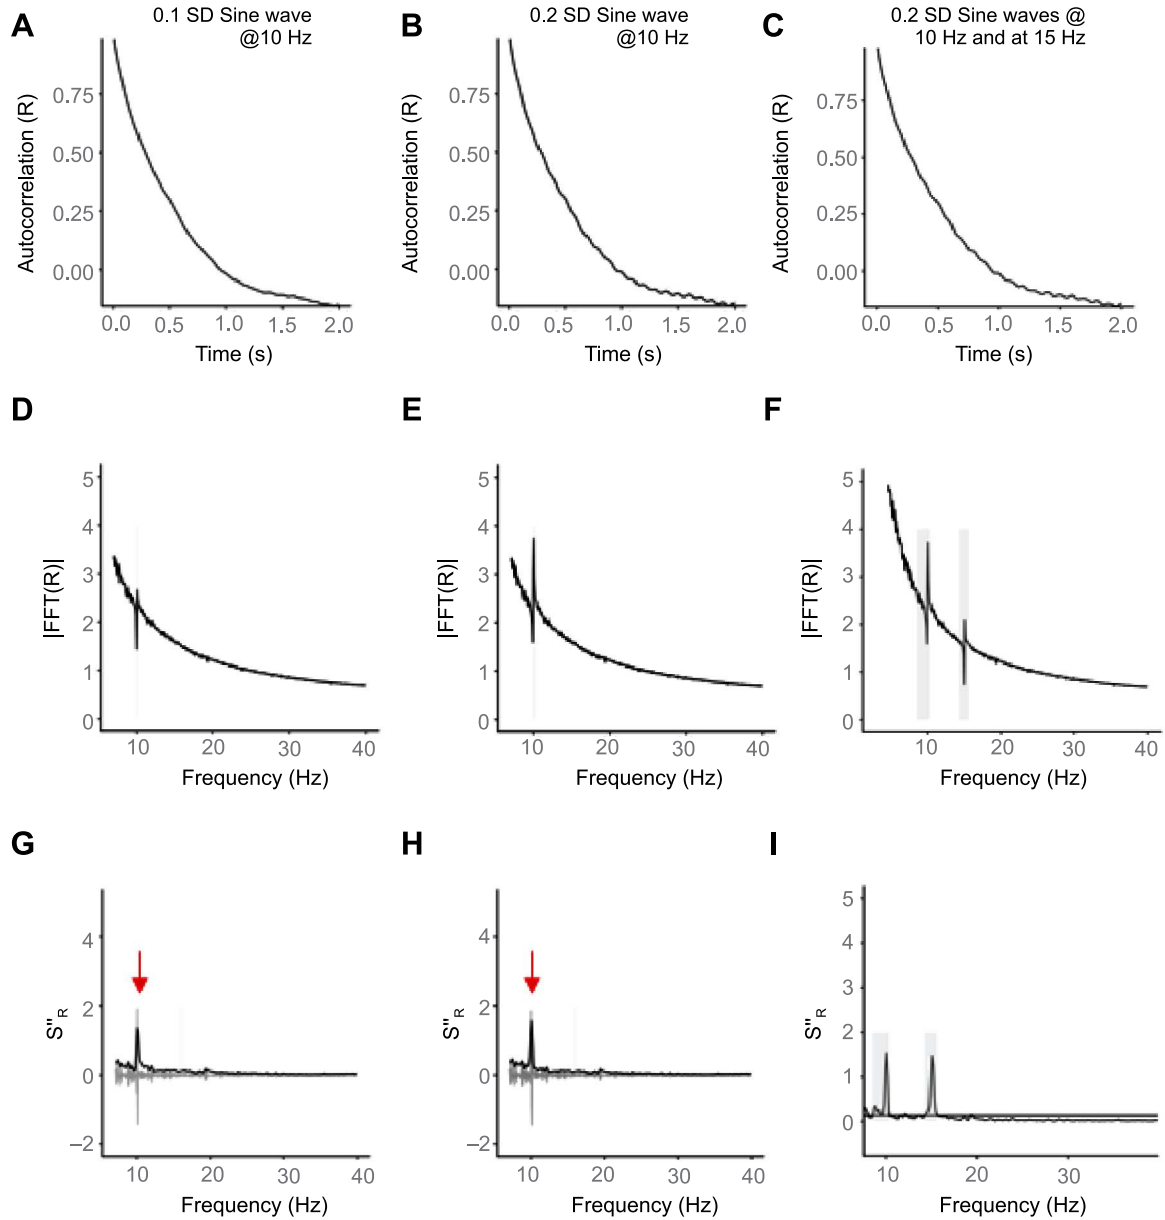 A
0.1 SD Sine wave
@10 Hz
B
0.2 SD Sine wave
@10 Hz
C
0.2 SD Sine waves @
10 Hz and at 15 Hz
Autocorrelation (R)
0.75
0.50
0.25
0.00
0.0 0.5 1.0 1.5 2.0
Time (s)
Autocorrelation (R)
0.75
0.50
0.25
0.00
0.0 0.5 1.0 1.5 2.0
Time (s)
Autocorrelation (R)
0.75
0.50
0.25
0.00
0.0 0.5 1.0 1.5 2.0
Time (s)
D
|FFT(R)|
5
4
3
2
1
0
10 20 30 40
Frequency (Hz)
E
|FFT(R)|
5
4
3
2
1
0
10 20 30 40
Frequency (Hz)
F
|FFT(R)|
5
4
3
2
1
0
10 20 30 40
Frequency (Hz)
G
S"R
4
2
0
–2
10 20 30 40
Frequency (Hz)
H
S"R
4
2
0
–2
10 20 30 40
Frequency (Hz)
I
S"R
5
4
3
2
1
0
10 20 30
Frequency (Hz)